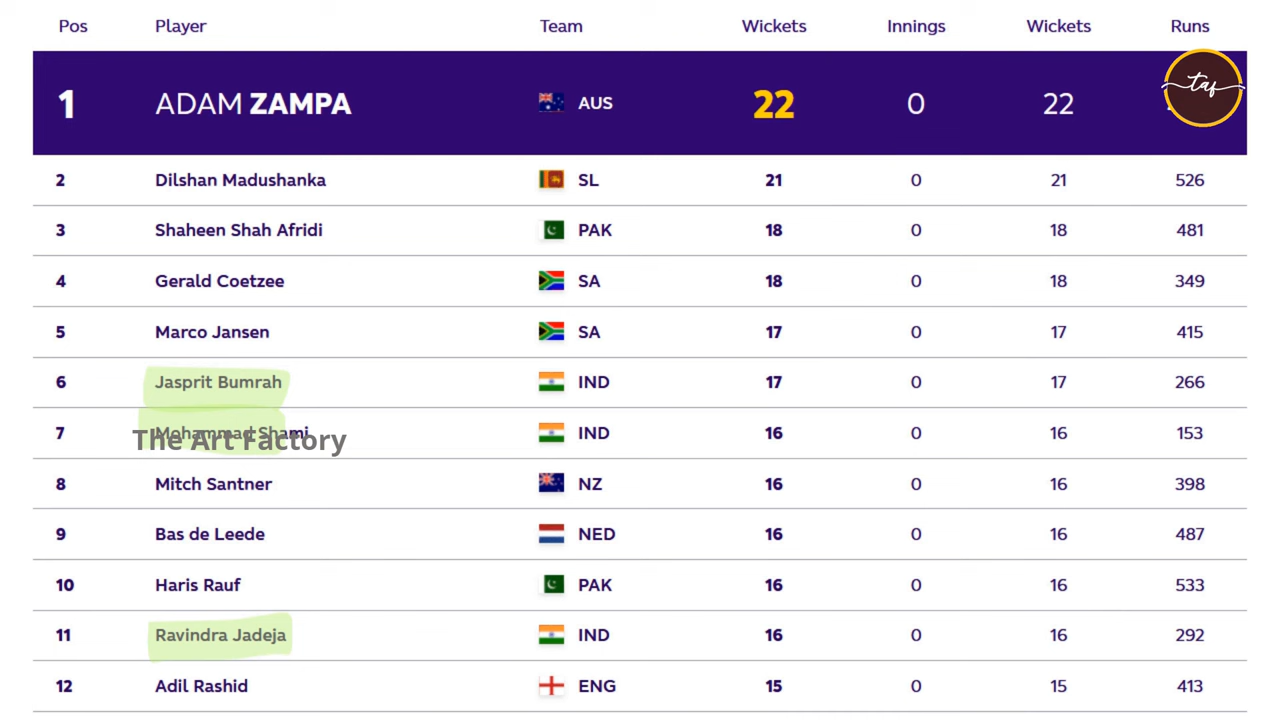 Pos Player Team Wickets Innings Wickets Runs
1 ADAM ZAMPA AUS 22 0 22
taf
2 Dilshan Madushanka SL 21 0 21 526
3 Shaheen Shah Afridi PAK 18 0 18 481
4 Gerald Coetzee SA 18 0 18 349
5 Marco Jansen SA 17 0 17 415
6 Jasprit Bumrah IND 17 0 17 266
7 Mohammad Shami IND 16 0 16 153
The Art Factory
8 Mitch Santner NZ 16 0 16 398
9 Bas de Leede NED 16 0 16 487
10 Haris Rauf PAK 16 0 16 533
11 Ravindra Jadeja IND 16 0 16 292
12 Adil Rashid ENG 15 0 15 413